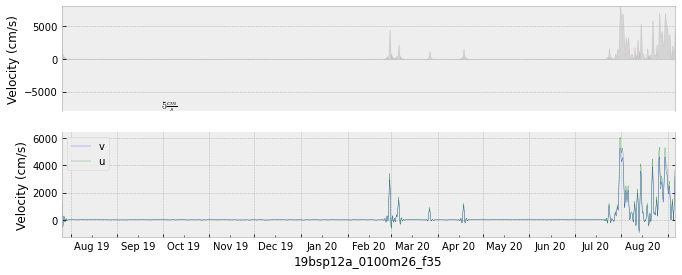 5000
0
−5000
Velocity (cm/s)
5 cm/s
6000
4000
2000
0
Velocity (cm/s)
v
u
Aug 19 Sep 19 Oct 19 Nov 19 Dec 19 Jan 20 Feb 20 Mar 20 Apr 20 May 20 Jun 20 Jul 20 Aug 20
19bsp12a_0100m26_f35